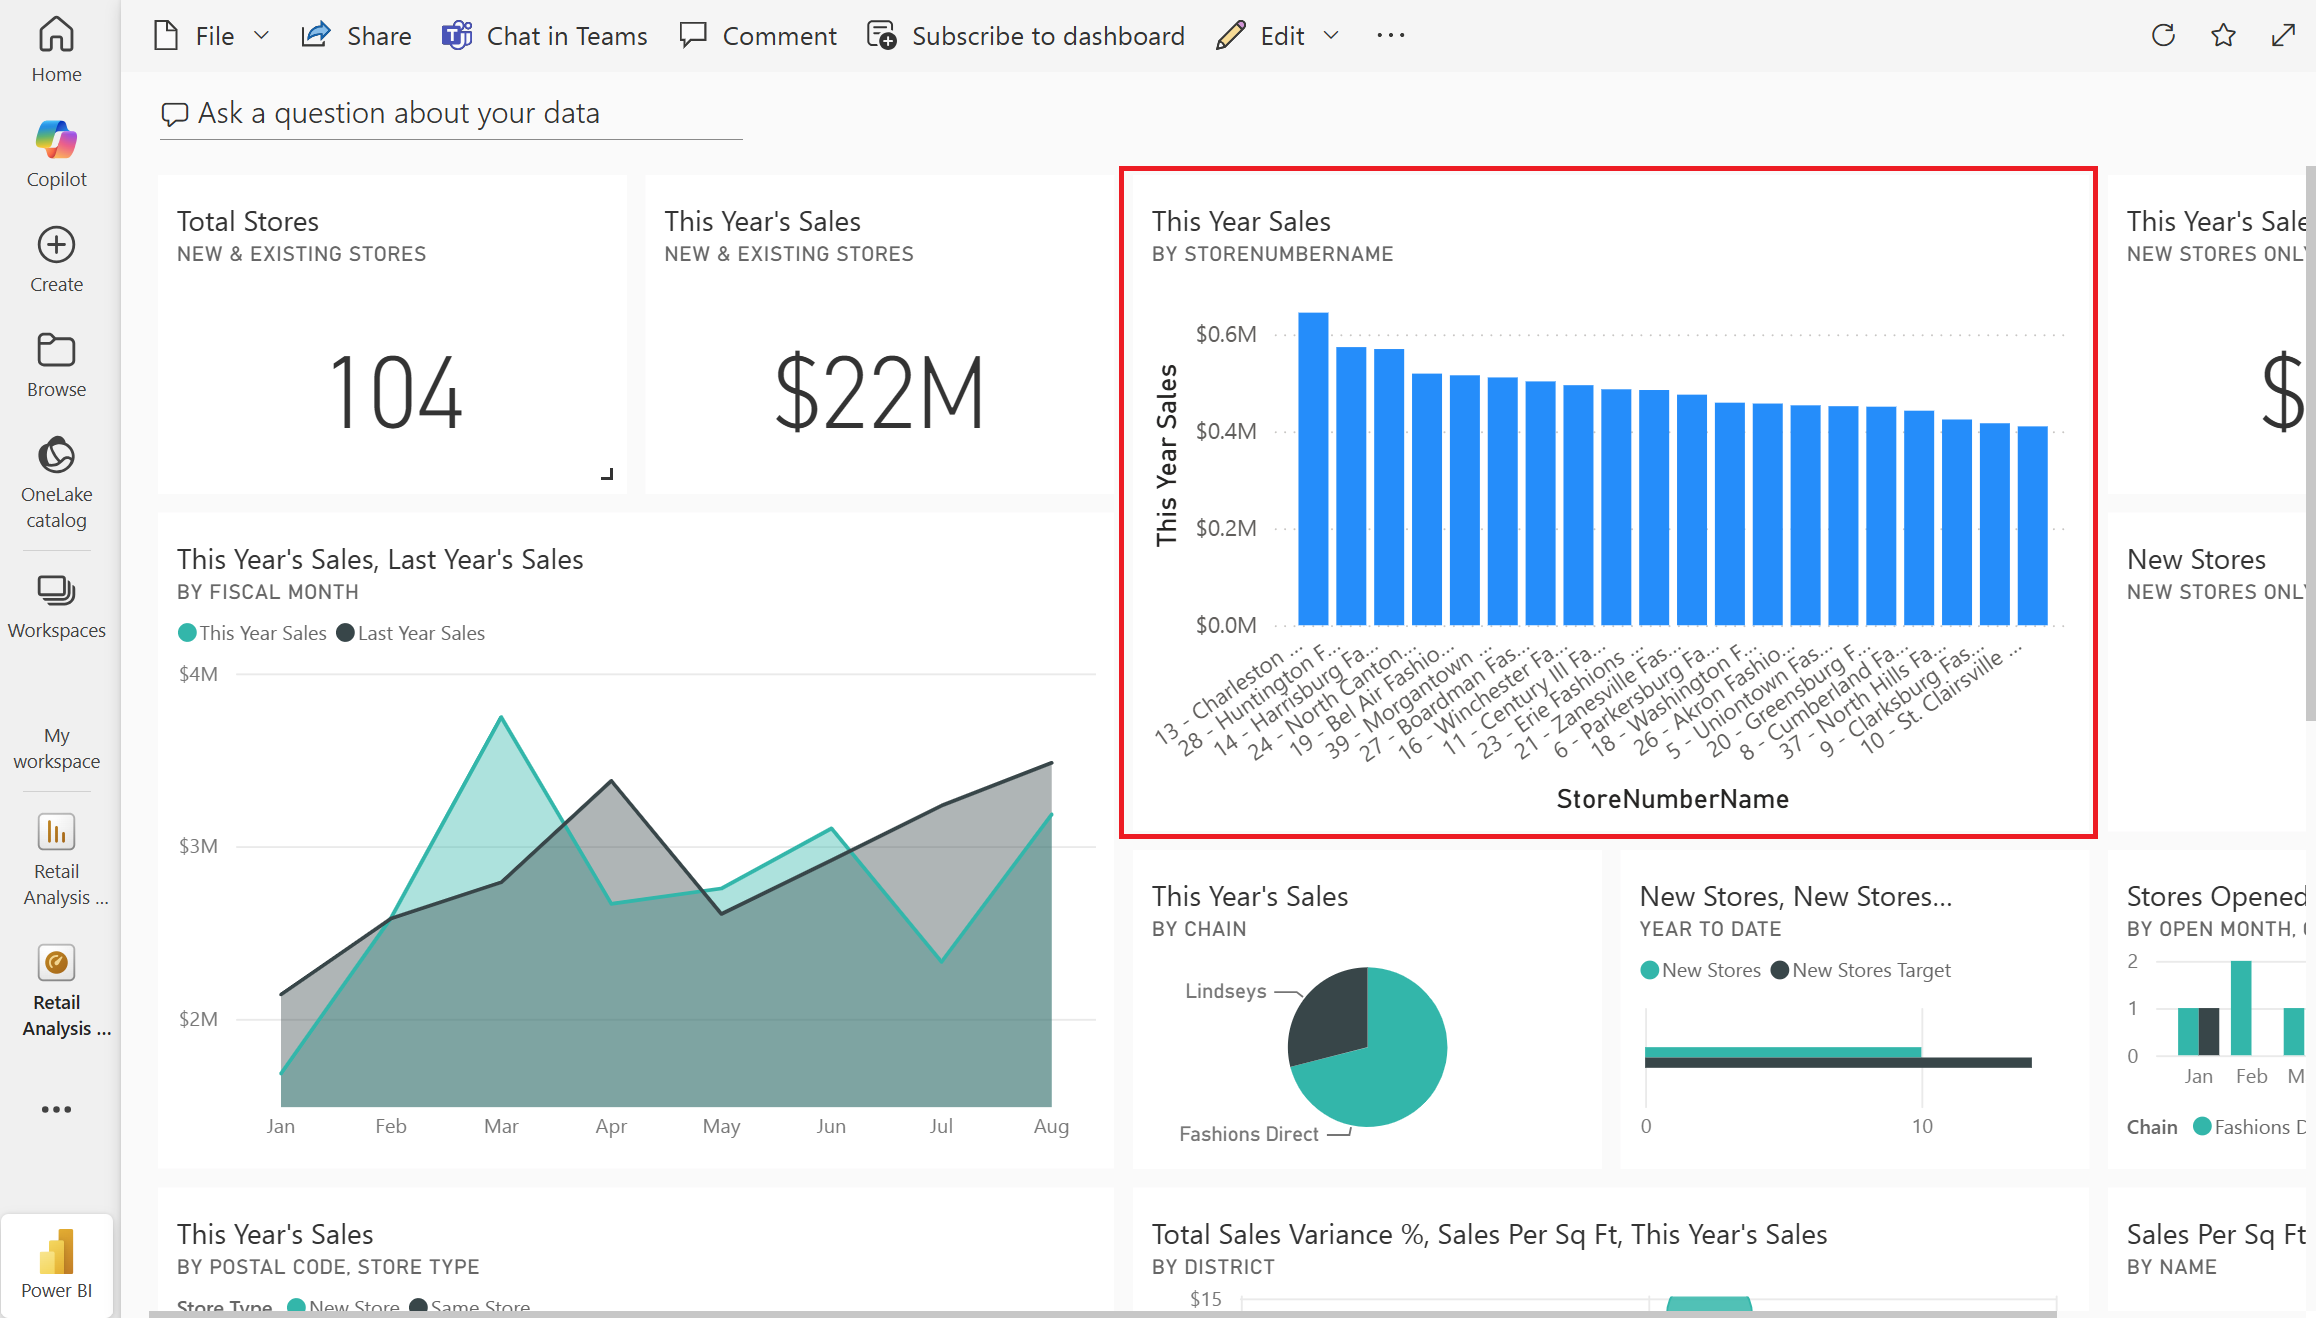 File
Share
Chat in Teams
Comment
Subscribe to dashboard
Edit
Home
Copilot
Create
Browse
OneLake
catalog
Workspaces
My
workspace
Retail
Analysis ...
Retail
Analysis ...
Power BI
Ask a question about your data
Total Stores
NEW & EXISTING STORES
104
This Year's Sales
NEW & EXISTING STORES
$22M
This Year Sales
BY STORENUMBERNAME
This Year Sales
$0.6M
$0.4M
$0.2M
$0.0M
13 - Charleston ...
28 - Huntington F...
14 - Harrisburg Fa...
24 - North Canton...
19 - Bel Air Fashio...
39 - Morgantown ...
27 - Boardman Fas...
16 - Winchester Fa...
11 - Century III Fa...
23 - Erie Fashions ...
21 - Zanesville Fas...
6 - Parkersburg Fa...
18 - Washington F...
26 - Akron Fashio...
5 - Uniontown Fas...
20 - Greensburg F...
8 - Cumberland Fa...
37 - North Hills Fa...
9 - Clarksburg Fas...
10 - St. Clairsville ...
StoreNumberName
This Year's Sale
NEW STORES ONLY
$
New Stores
NEW STORES ONLY
This Year's Sales, Last Year's Sales
BY FISCAL MONTH
This Year Sales Last Year Sales
$4M
$3M
$2M
Jan Feb Mar Apr May Jun Jul Aug
This Year's Sales
BY CHAIN
Lindseys
Fashions Direct
New Stores, New Stores...
YEAR TO DATE
New Stores New Stores Target
0 10
Stores Opened
BY OPEN MONTH,
2
1
0
Jan Feb M
Chain Fashions D
This Year's Sales
BY POSTAL CODE, STORE TYPE
Store Type New Store Same Store
Total Sales Variance %, Sales Per Sq Ft, This Year's Sales
BY DISTRICT
$15
Sales Per Sq Ft
BY NAME